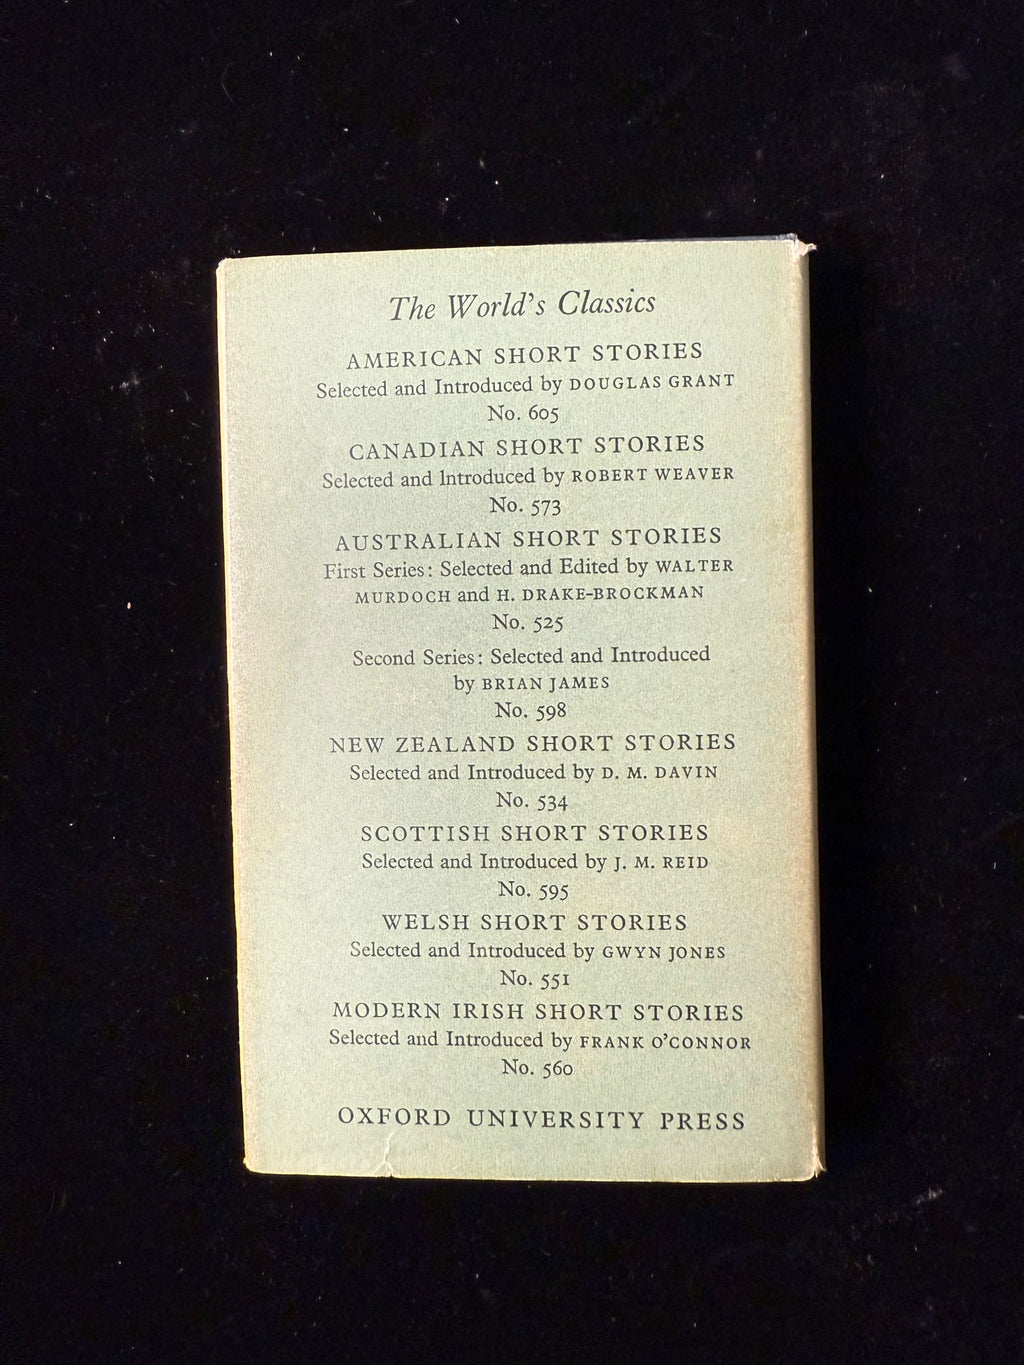 The World's Classics
AMERICAN SHORT STORIES
Selected and Introduced by DOUGLAS GRANT
No. 605
CANADIAN SHORT STORIES
Selected and Introduced by ROBERT WEAVER
No. 573
AUSTRALIAN SHORT STORIES
First Series: Selected and Edited by WALTER
MURDOCH and H. DRAKE-BROCKMAN
No. 525
Second Series: Selected and Introduced
by BRIAN JAMES
No. 598
NEW ZEALAND SHORT STORIES
Selected and Introduced by D. M. DAVIN
No. 534
SCOTTISH SHORT STORIES
Selected and Introduced by J. M. REID
No. 595
WELSH SHORT STORIES
Selected and Introduced by GWYN JONES
No. 551
MODERN IRISH SHORT STORIES
Selected and Introduced by FRANK O'CONNOR
No. 560
OXFORD UNIVERSITY PRESS